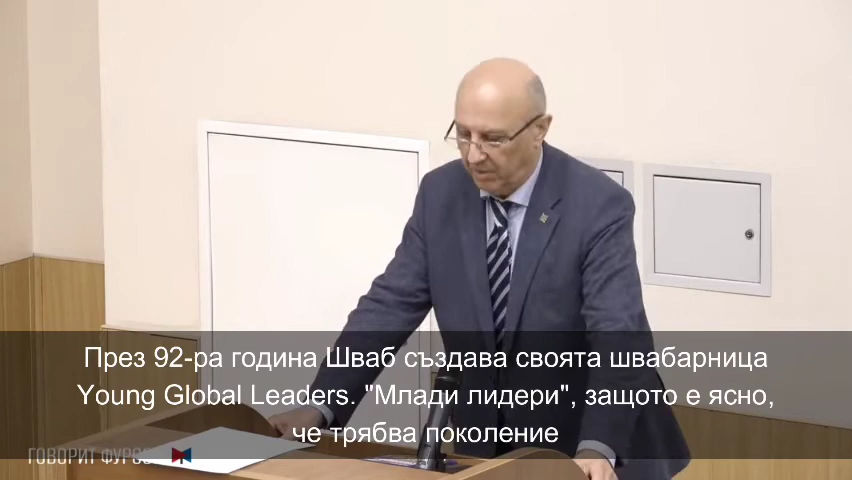 През 92-ра година Шваб създава своята швабарница
Young Global Leaders. "Млади лидери", защото е ясно,
че трябва поколение
ГОВОРИТ ФУРСО